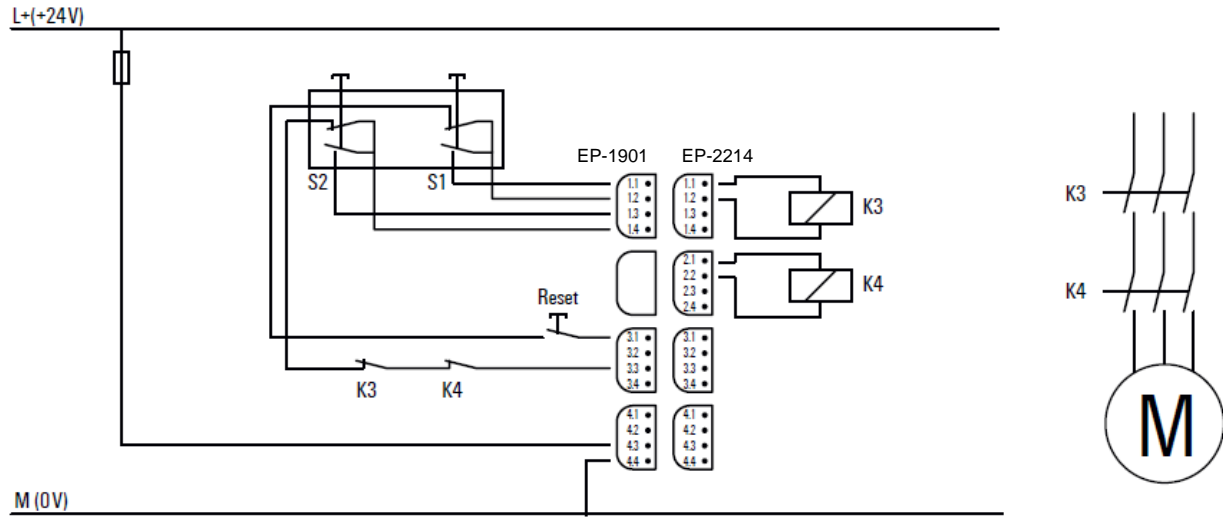 L+(+24V)
EP-1901
EP-2214
S2
S1
1.1
1.2
1.3
1.4
1.1
1.2
1.3
1.4
K3
2.1
2.2
2.3
2.4
K4
Reset
3.1
3.2
3.3
3.4
3.1
3.2
3.3
3.4
K3
K4
4.1
4.2
4.3
4.4
4.1
4.2
4.3
4.4
M (0V)
K3
K4
M